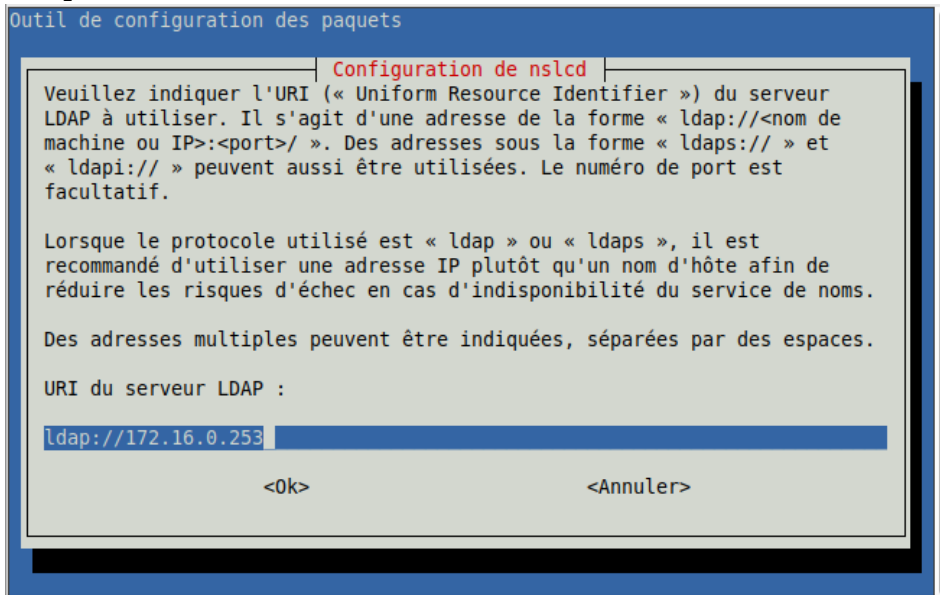 Outil de configuration des paquets
Configuration de nslcd
Veuillez indiquer l'URI (« Uniform Resource Identifier ») du serveur
LDAP à utiliser. Il s'agit d'une adresse de la forme « ldap://<nom de
machine ou IP>:<port>/ ». Des adresses sous la forme « ldaps:// » et
« ldapi:// » peuvent aussi être utilisées. Le numéro de port est
facultatif.
Lorsque le protocole utilisé est « ldap » ou « ldaps », il est
recommandé d'utiliser une adresse IP plutôt qu'un nom d'hôte afin de
réduire les risques d'échec en cas d'indisponibilité du service de noms.
Des adresses multiples peuvent être indiquées, séparées par des espaces.
URI du serveur LDAP :
ldap://172.16.0.253
<Ok> <Annuler>